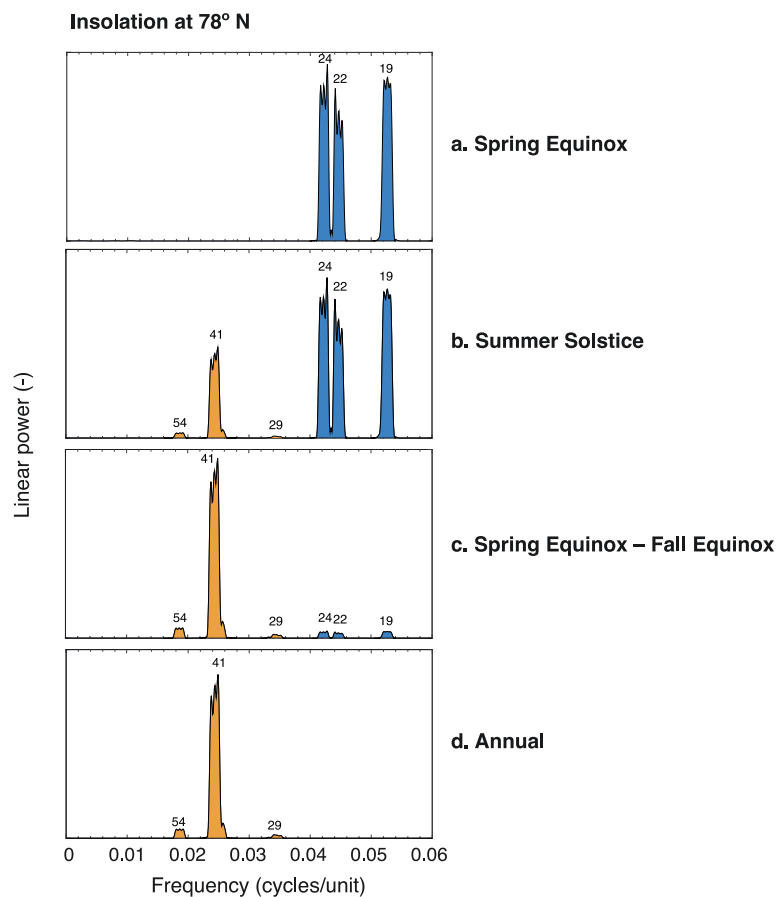 Insolation at 78° N
24
22
19
a. Spring Equinox
24
22
19
41
54
29
b. Summer Solstice
41
54
29
24
22
19
c. Spring Equinox – Fall Equinox
41
54
29
d. Annual
Linear power (-)
0 0.01 0.02 0.03 0.04 0.05 0.06
Frequency (cycles/unit)